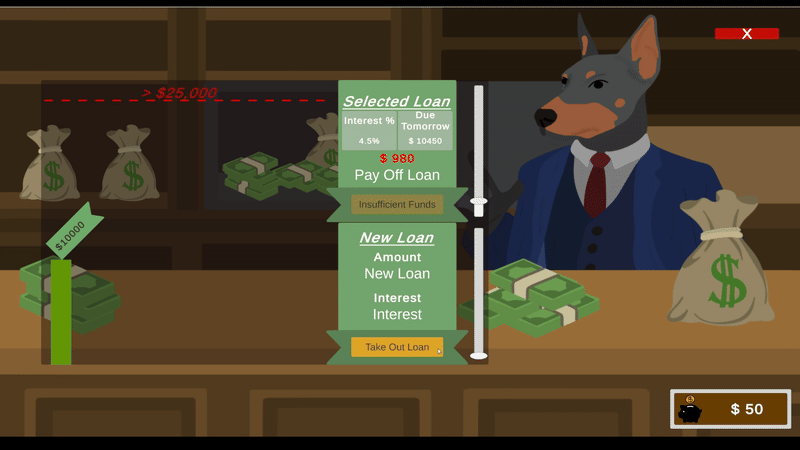 X
> $25,000
Selected Loan
Interest %
Due
Tomorrow
4.5%
$ 10450
$ 980
Pay Off Loan
Insufficient Funds
$10000
New Loan
Amount
New Loan
Interest
Interest
Take Out Loan
$ 50